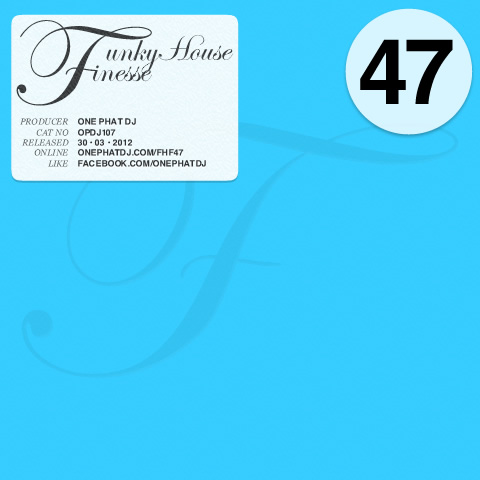 Funky House
Finesse
47
PRODUCER ONE PHAT DJ
CAT NO OPDJ107
RELEASED 30 • 03 • 2012
ONLINE ONEPHATDJ.COM/FHF47
LIKE FACEBOOK.COM/ONEPHATDJ
F